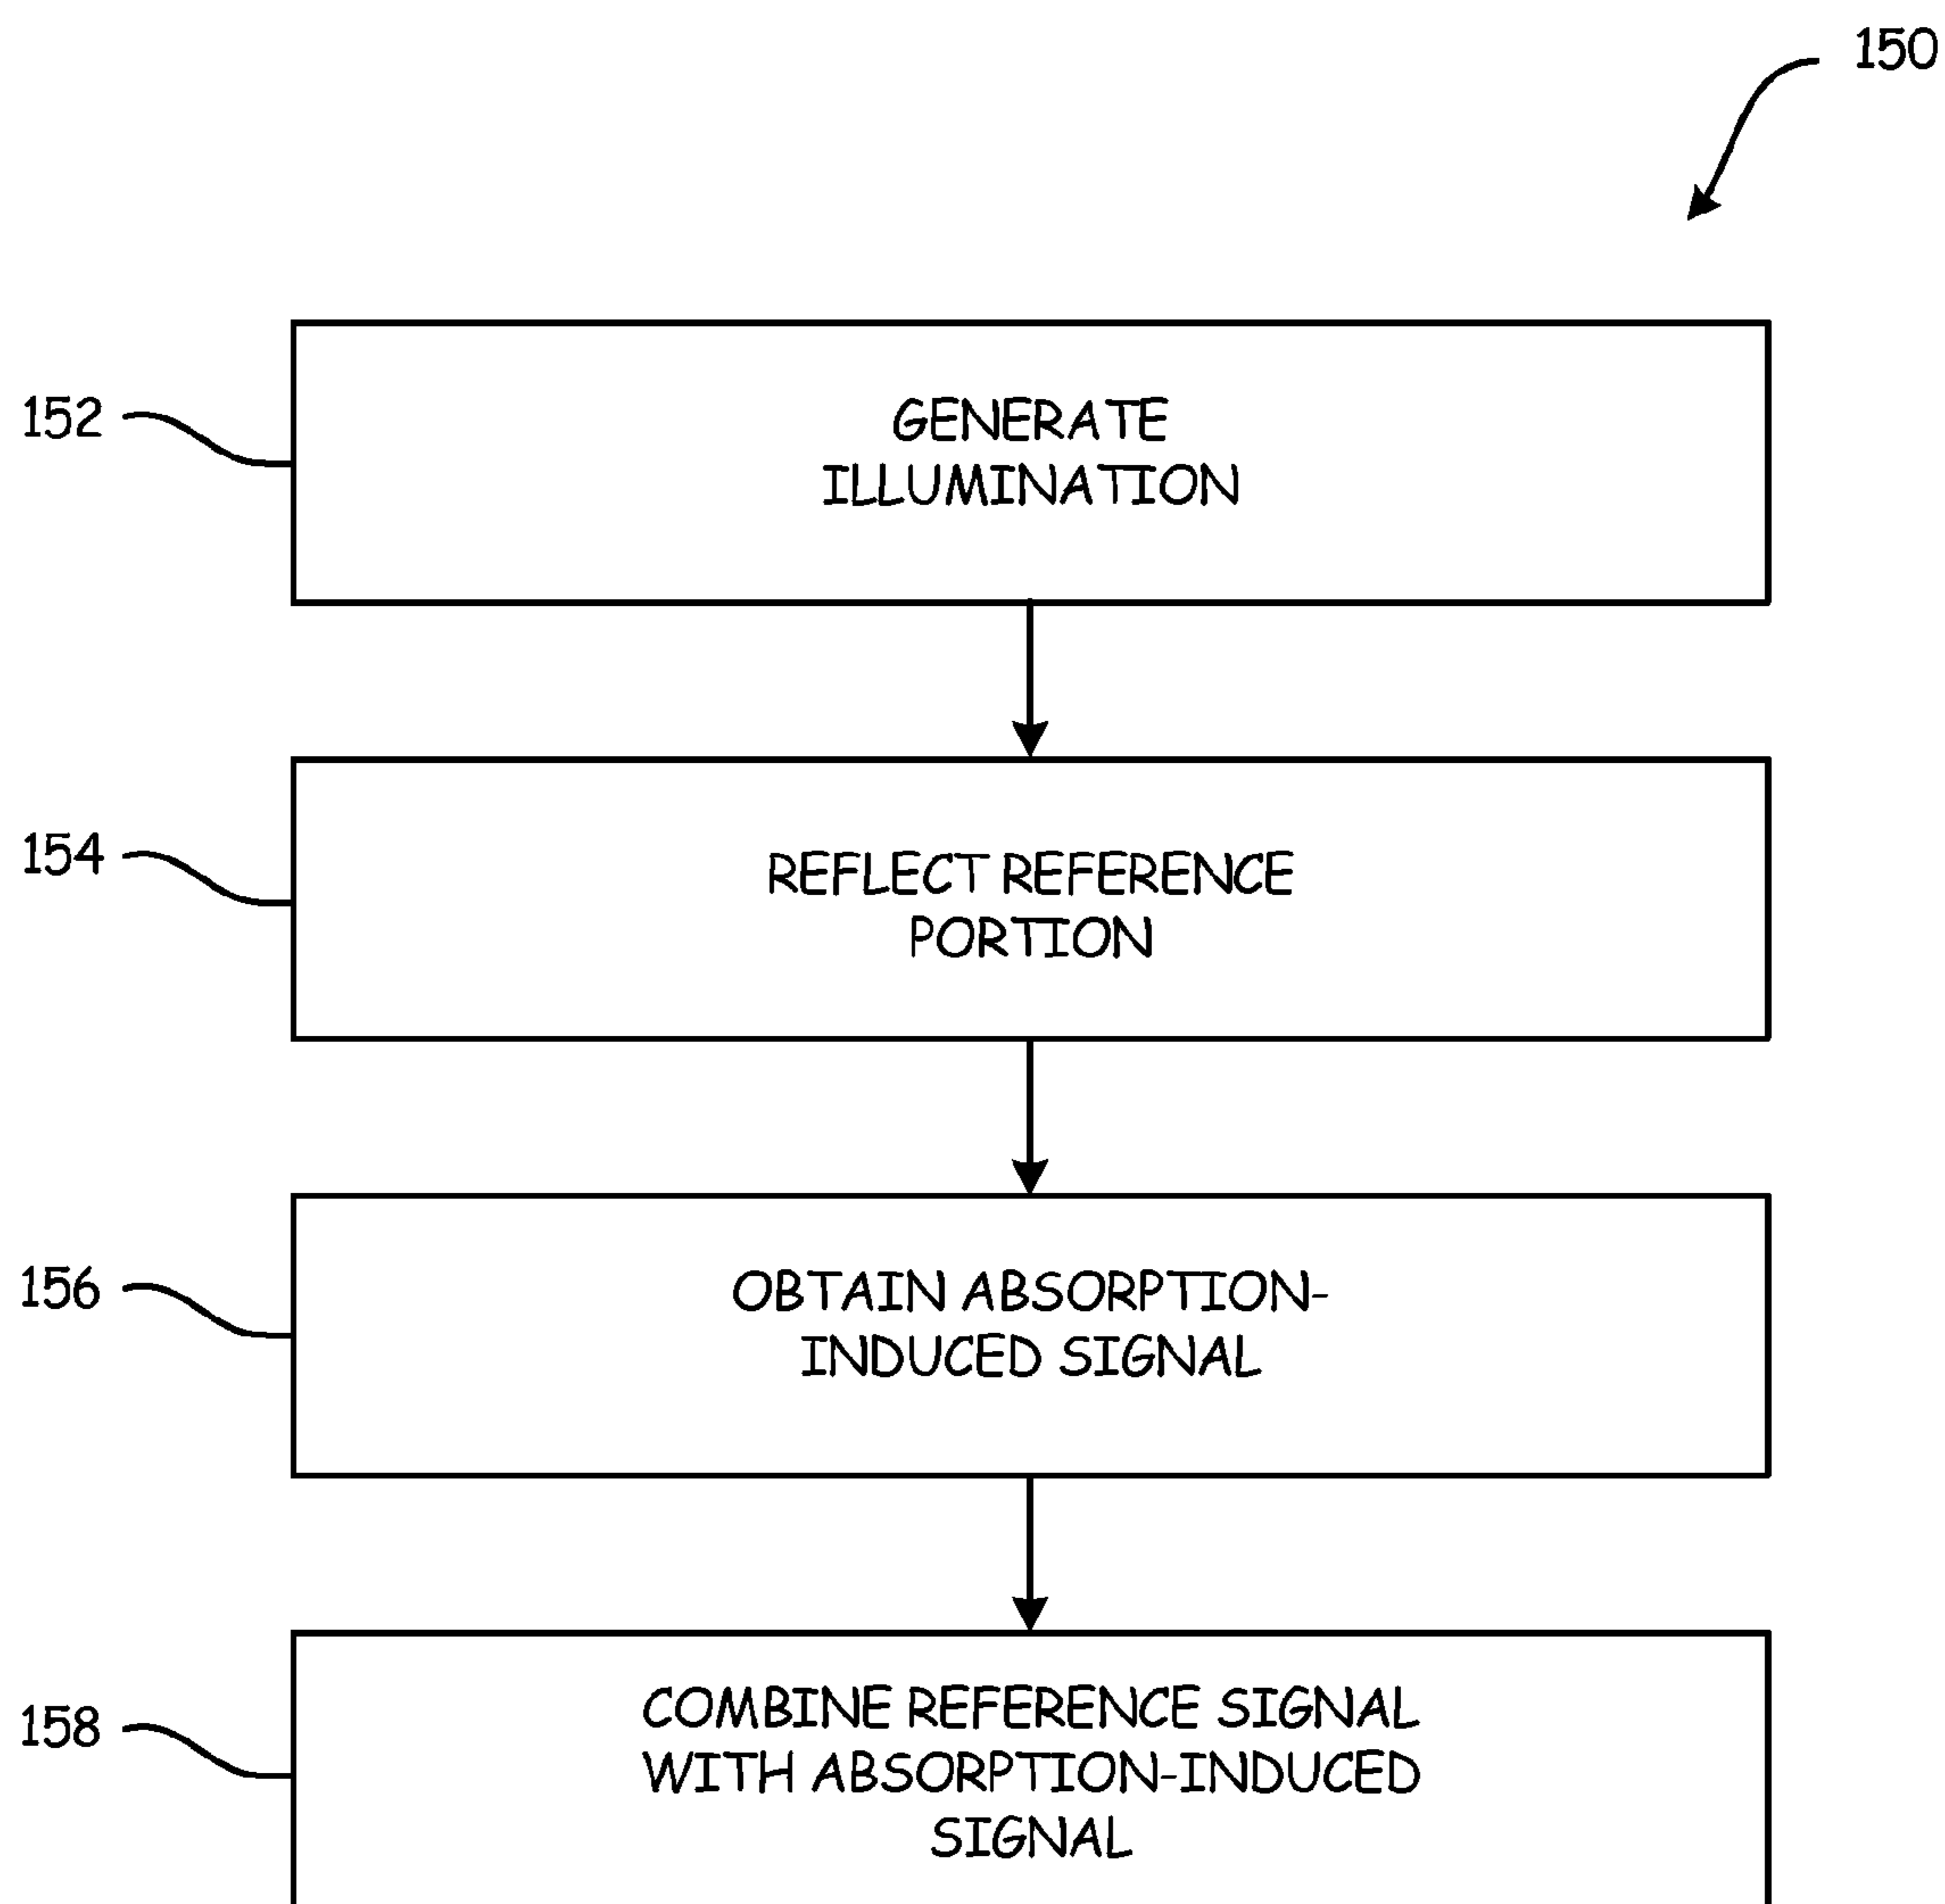 150
152
GENERATE
ILLUMINATION
154
REFLECT REFERENCE
PORTION
156
OBTAIN ABSORPTION-
INDUCED SIGNAL
158
COMBINE REFERENCE SIGNAL
WITH ABSORPTION-INDUCED
SIGNAL